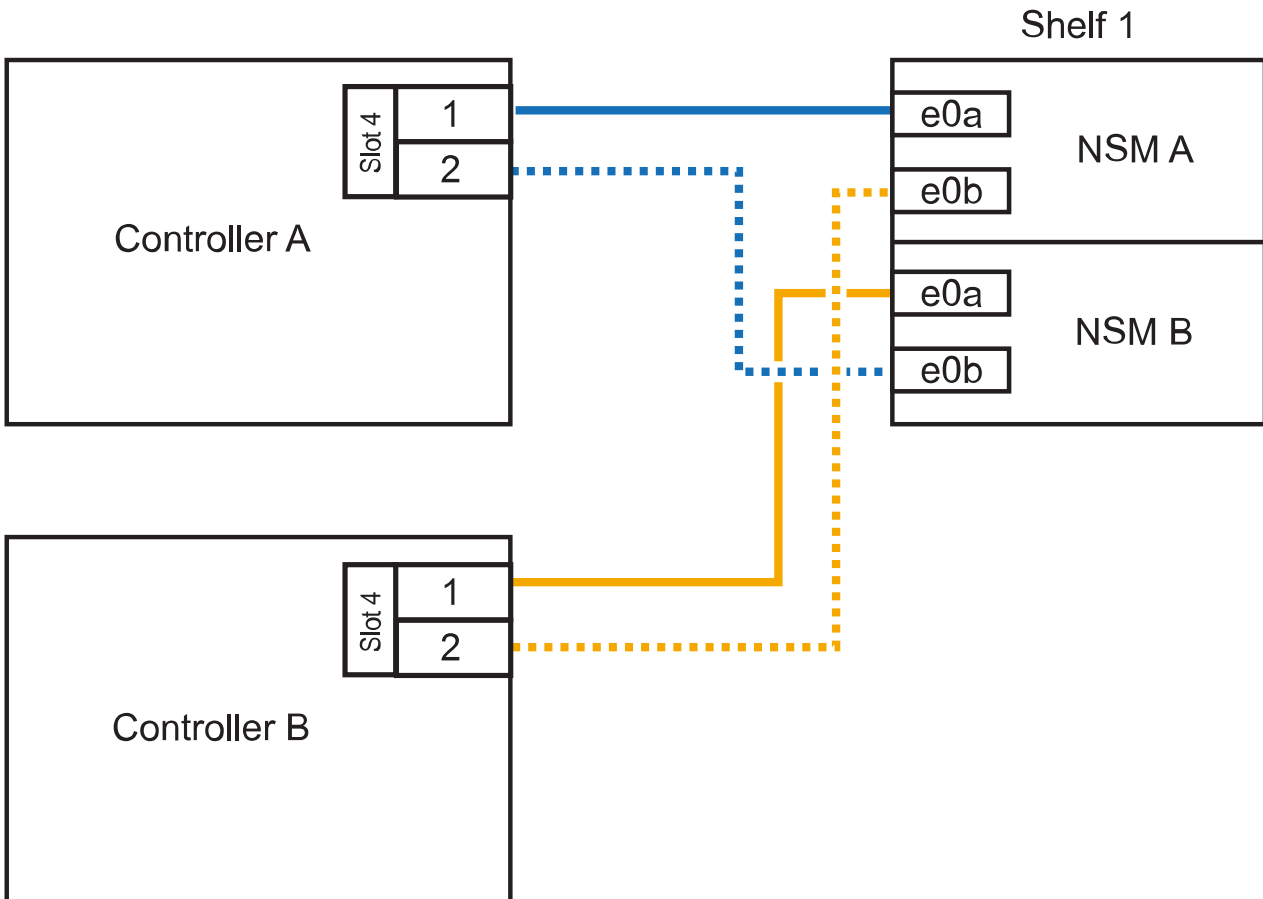 Shelf 1
Controller A
Slot 4
1
2
e0a
e0b
NSM A
e0a
e0b
NSM B
Controller B
Slot 4
1
2